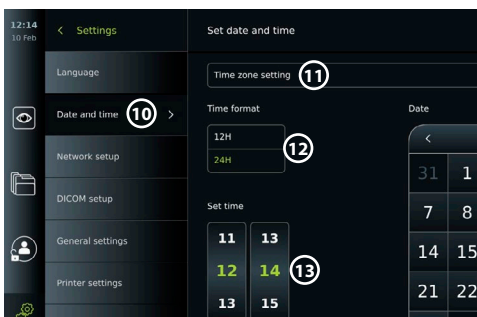 12:14
10 Feb
Settings
Language
Date and time 10
Network setup
DICOM setup
General settings
Printer settings
Set date and time
Time zone setting 11
Time format
12H
24H
12
Set time
11 13
12 14 13
13 15
Date
31 1
7 8
14 15
21 22